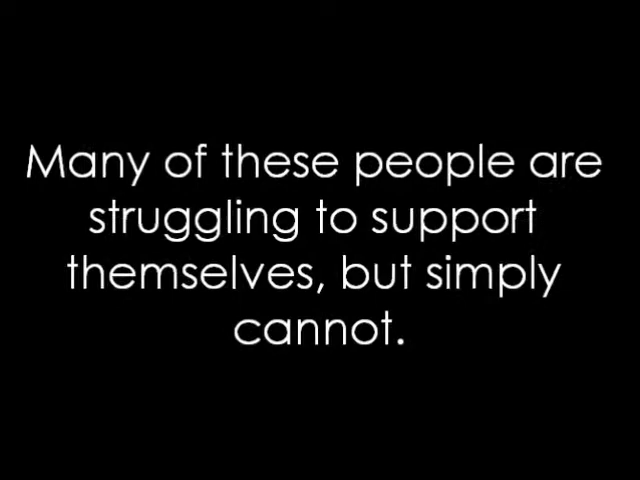 Many of these people are
struggling to support
themselves, but simply
cannot.